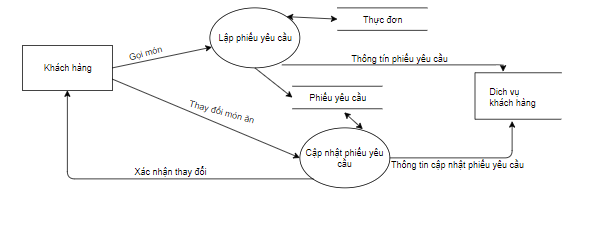 Thực đơn
Lập phiếu yêu cầu
Gọi món
Thông tin phiếu yêu cầu
Khách hàng
Dịch vụ
khách hàng
Phiếu yêu cầu
Thay đổi món ăn
Cập nhật phiếu yêu
cầu
Thông tin cập nhật phiếu yêu cầu
Xác nhận thay đổi